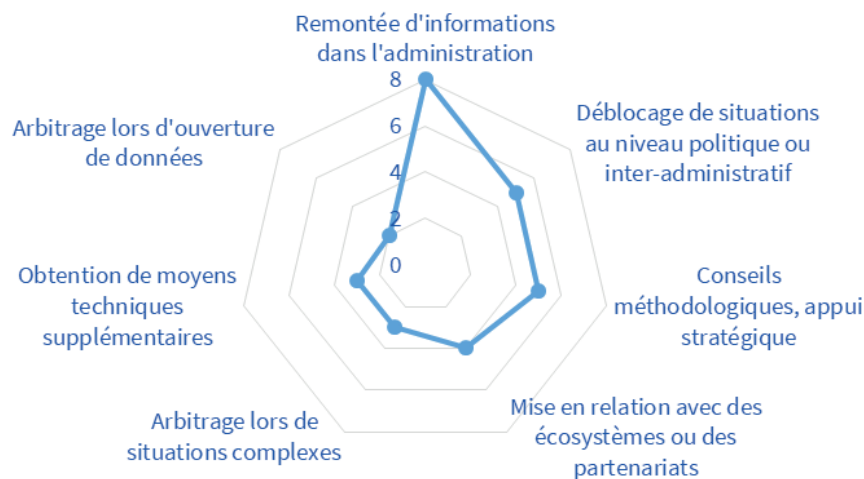 Remontée d'informations
dans l'administration
8
6
4
2
0
Déblocage de situations
au niveau politique ou
inter-administratif
Conseils
méthodologiques, appui
stratégique
Mise en relation avec des
écosystèmes ou des
partenariats
Arbitrage lors de
situations complexes
Obtention de moyens
techniques
supplémentaires
Arbitrage lors d'ouverture
de données